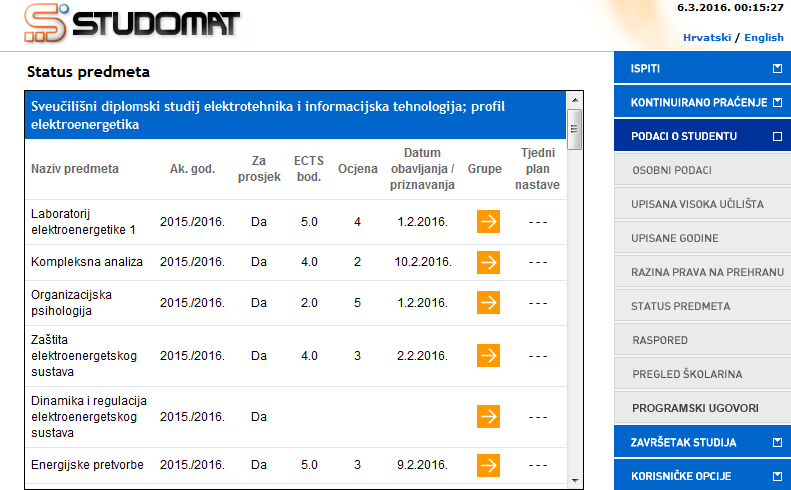 STUDOMAT
6.3.2016. 00:15:27
Hrvatski / English
Status predmeta
Sveučilišni diplomski studij elektrotehnika i informacijska tehnologija; profil
elektroenergetika
Naziv predmeta Ak. god. Za prosjek ECTS bod. Ocjena Datum obavljanja / priznavanja Grupe Tjedni plan nastave
Laboratorij
elektroenergetike 1 2015./2016. Da 5.0 4 1.2.2016. ---
Kompleksna analiza 2015./2016. Da 4.0 2 10.2.2016. ---
Organizacijska
psihologija 2015./2016. Da 2.0 5 1.2.2016. ---
Zaštita
elektroenergetskog 2015./2016. Da 4.0 3 2.2.2016. ---
sustava
Dinamika i regulacija
elektroenergetskog 2015./2016. Da ---
sustava
Energijske pretvorbe 2015./2016. Da 5.0 3 9.2.2016. ---
ISPITI
KONTINUIRANO PRAĆENJE
PODACI O STUDENTU
OSOBNI PODACI
UPISANA VISOKA UČILIŠTA
UPISANE GODINE
RAZINA PRAVA NA PREHRANU
STATUS PREDMETA
RASPORED
PREGLED ŠKOLARINA
PROGRAMSKI UGOVORI
ZAVRŠETAK STUDIJA
KORISNIČKE OPCIJE